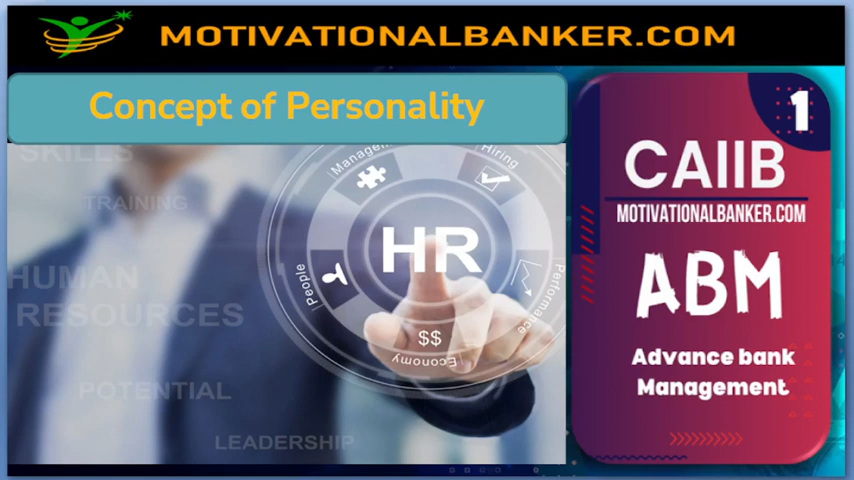 MOTIVATIONALBANKER.COM
Concept of Personality
1
CAIIB
MOTIVATIONALBANKER.COM
ABM
Advance bank
Management
SKILLS
TRAINING
HUMAN
RESOURCES
POTENTIAL
LEADERSHIP
Management
Hiring
People
HR
Performance
$$
Economy